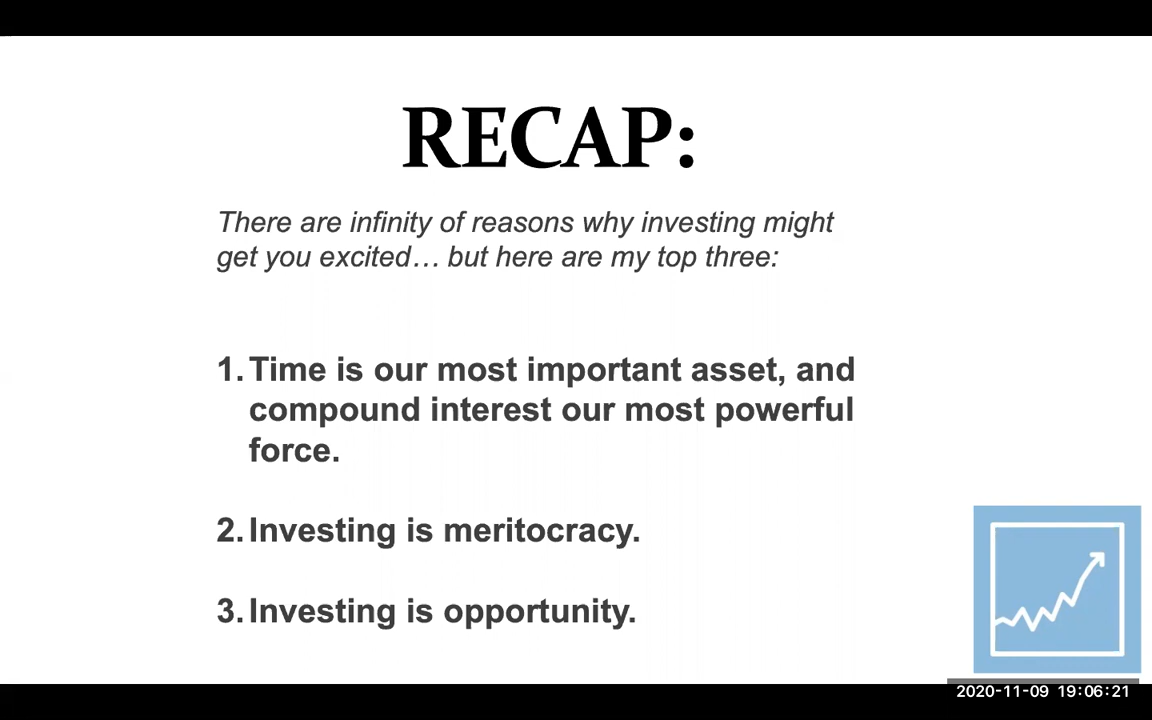 RECAP:
There are infinity of reasons why investing might
get you excited… but here are my top three:
1. Time is our most important asset, and
compound interest our most powerful
force.
2. Investing is meritocracy.
3. Investing is opportunity.
2020-11-09 19:06:21